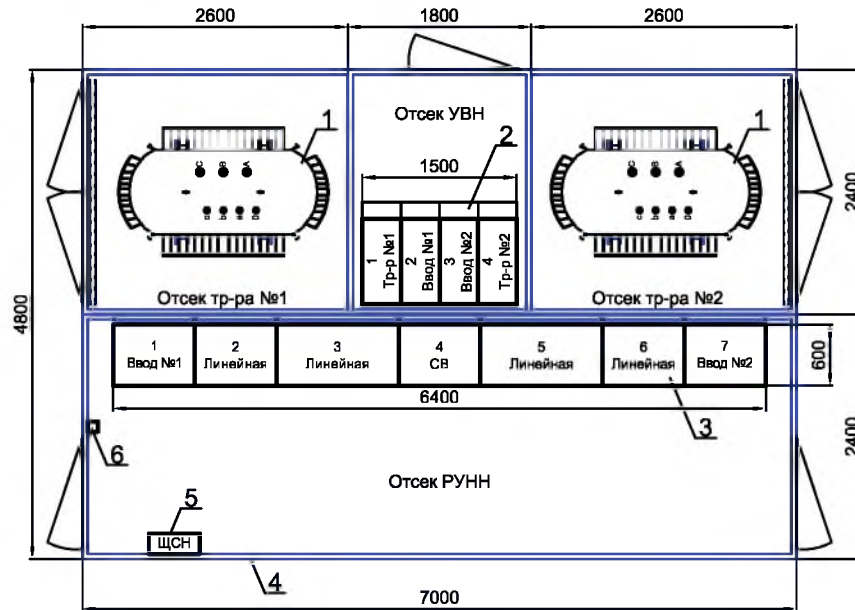 2600
1800
2600
Отсек УВН
1
2
1
1500
C B A
C B A
1 Тр-р №1
2 Ввод №1
3 Ввод №2
4 Тр-р №2
2400
Отсек тр-ра №1
Отсек тр-ра №2
4800
1
Ввод №1
2
Линейная
3
Линейная
4
СВ
5
Линейная
6
Линейная
7
Ввод №2
600
6400
3
6
2400
Отсек РУНН
5
ЩСН
4
7000